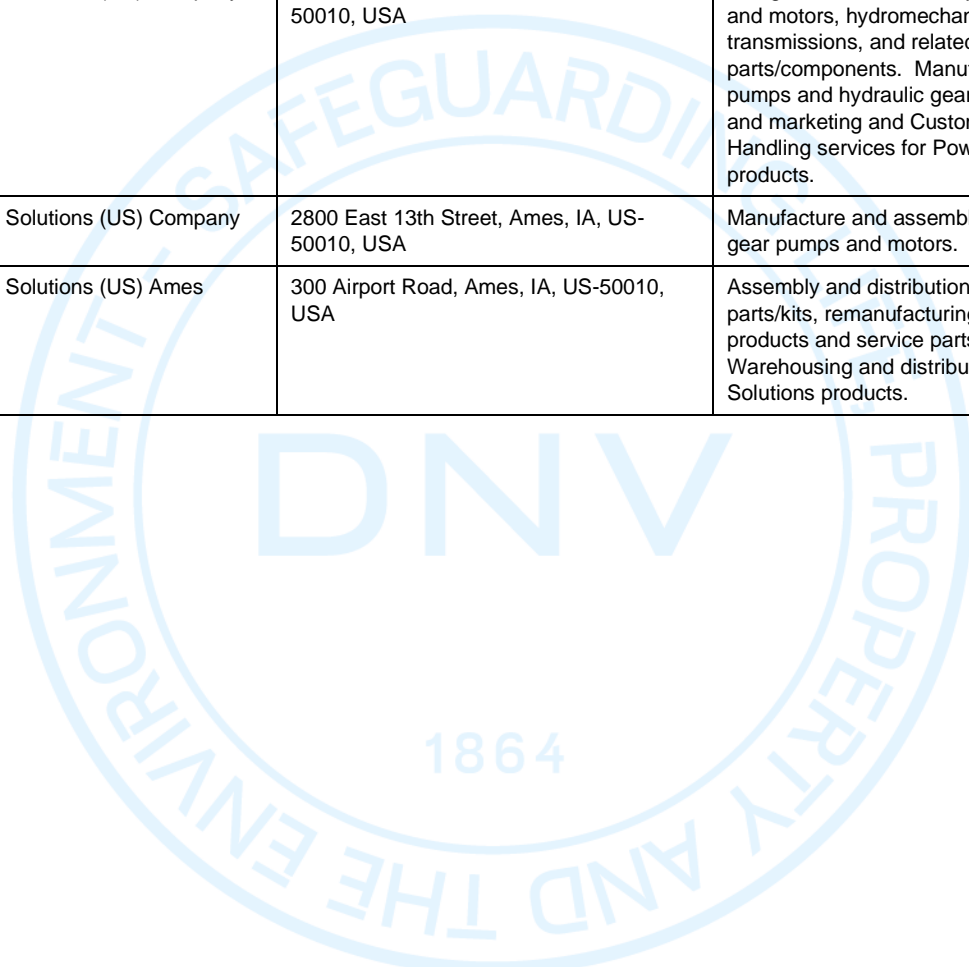 50010, USA
and motors, hydromechan
transmissions, and related
parts/components. Manu
pumps and hydraulic gear
and marketing and Custom
Handling services for Pow
products.
Solutions (US) Company
2800 East 13th Street, Ames, IA, US-
50010, USA
Manufacture and assembl
gear pumps and motors.
Solutions (US) Ames
300 Airport Road, Ames, IA, US-50010,
USA
Assembly and distribution
parts/kits, remanufacturing
products and service parts
Warehousing and distribu
Solutions products.
SAFEGUARDING LIFE, PROPERTY AND THE ENVIRONMENT –
DNV
1864